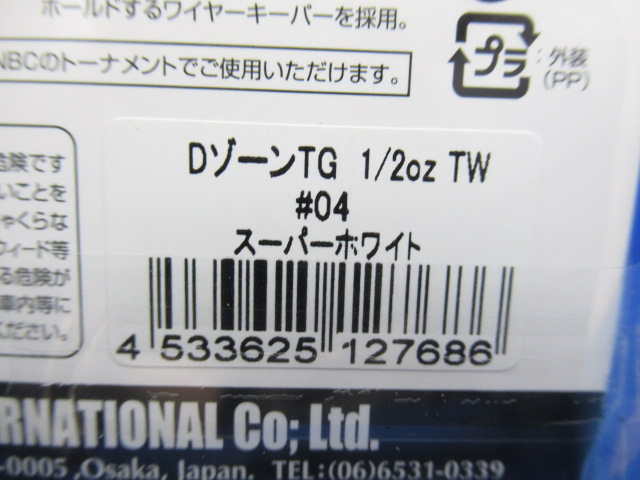 ホールドするワイヤーキーパーを採用。
NBCのトーナメントでご使用いただけます。
プラ
:外装
(PP)
危険です
いことを
ゃくらな
ウィード等
る危険が
車内等に
ください。
DゾーンTG 1/2oz TW
#04
スーパーホワイト
4 533625 127686
RNATIONAL Co; Ltd.
-0005 ,Osaka, Japan. TEL:(06)6531-0339